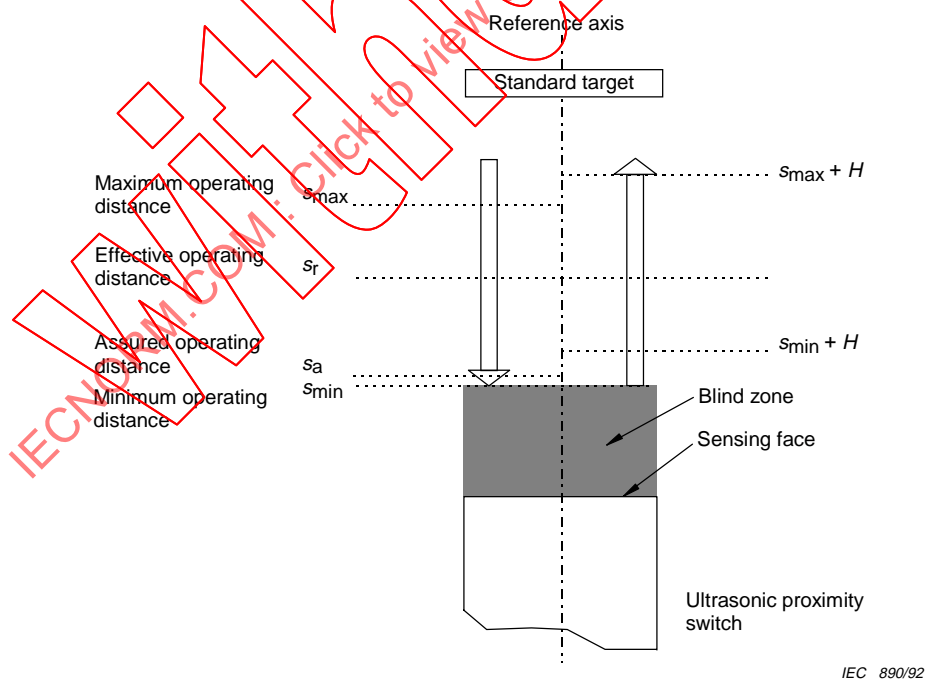 Reference axis
Standard target
Maximum operating
distance
smax
smax + H
Effective operating
distance
sr
Assured operating
distance
sa
smin + H
Minimum operating
distance
smin
Blind zone
Sensing face
Ultrasonic proximity
switch
IEC 890/92
IECNORM.COM : Click to view